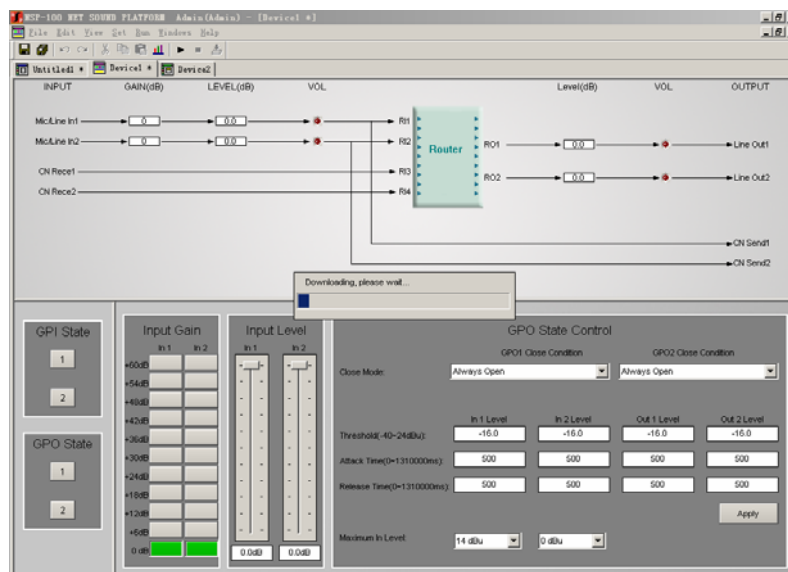 NSP-100 NET SOUND PLATFORM Admin(Admin) - [Device1 *]
File Edit View Set Run Windows Help
Untitled1 * Device1 * Device2
INPUT GAIN(dB) LEVEL(dB) VOL Level(dB) VOL OUTPUT
Mic/Line In1 0 0.0 RI1
Mic/Line In2 0 0.0 RI2 Router RO1 0.0 Line Out1
CN Rece1 RI3 RO2 0.0 Line Out2
CN Rece2 RI4
CN Send1
CN Send2
Downloading, please wait...
GPI State
1
2
GPO State
1
2
Input Gain
In 1 In 2
+60dB
+54dB
+48dB
+42dB
+36dB
+30dB
+24dB
+18dB
+12dB
+6dB
0 dB
Input Level
In 1 In 2
0.0dB 0.0dB
GPO State Control
GPO1 Close Condition GPO2 Close Condition
Close Mode: Always Open Always Open
In 1 Level In 2 Level Out 1 Level Out 2 Level
Threshold(-40~24dBu): -16.0 -16.0 -16.0 -16.0
Attack Time(0~1310000ms): 500 500 500 500
Release Time(0~1310000ms): 500 500 500 500
Apply
Maximum In Level: 14 dBu 0 dBu